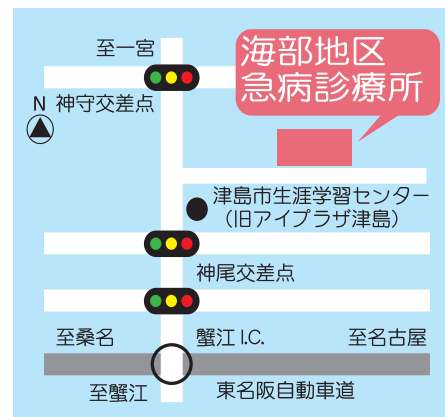 至一宮
海部地区
急病診療所
N
神守交差点
津島市生涯学習センター
（旧アイプラザ津島）
神尾交差点
至桑名
蟹江I.C.
至名古屋
至蟹江
東名阪自動車道